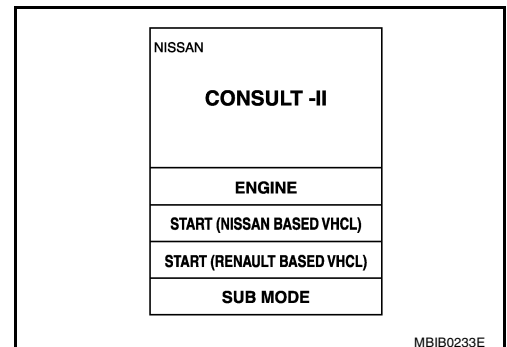 NISSAN
CONSULT -II
ENGINE
START (NISSAN BASED VHCL)
START (RENAULT BASED VHCL)
SUB MODE
MBIB0233E